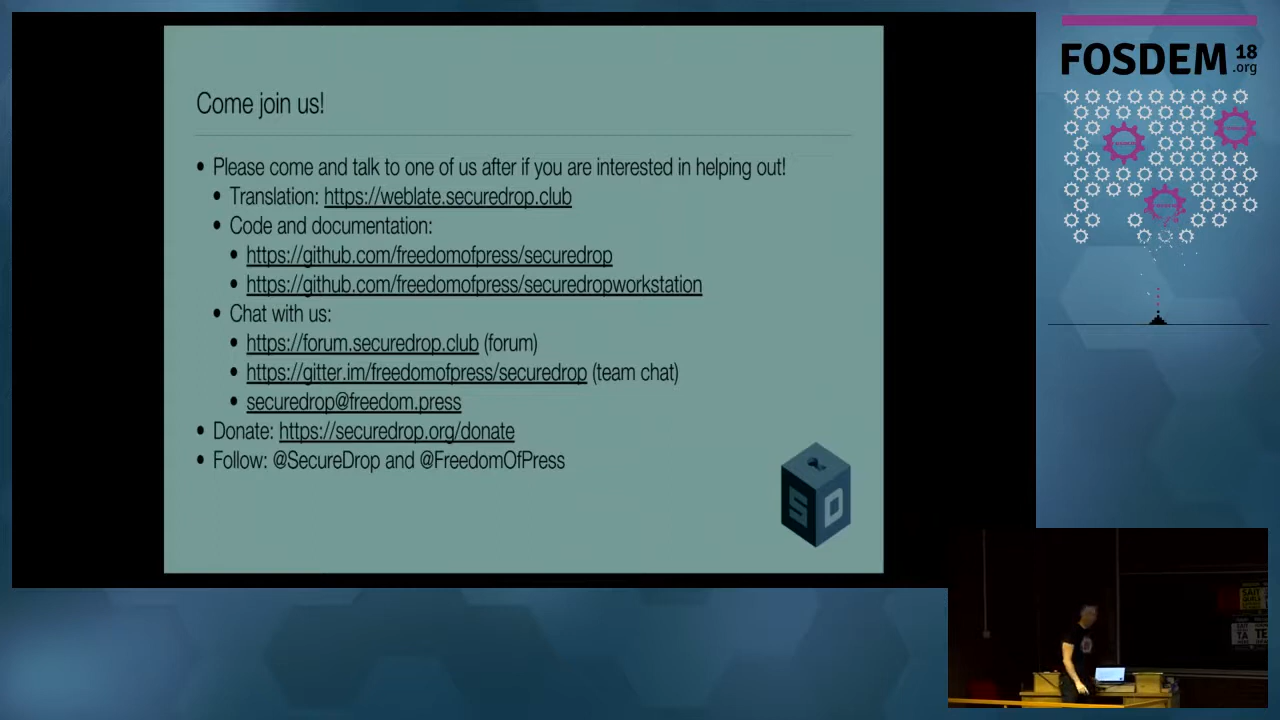 Come join us!
• Please come and talk to one of us after if you are interested in helping out!
• Translation: https://weblate.securedrop.club
• Code and documentation:
• https://github.com/freedomofpress/securedrop
• https://github.com/freedomofpress/securedropworkstation
• Chat with us:
• https://forum.securedrop.club (forum)
• https://gitter.im/freedomofpress/securedrop (team chat)
• securedrop@freedom.press
• Donate: https://securedrop.org/donate
• Follow: @SecureDrop and @FreedomOfPress
S D
FOSDEM 18
.org